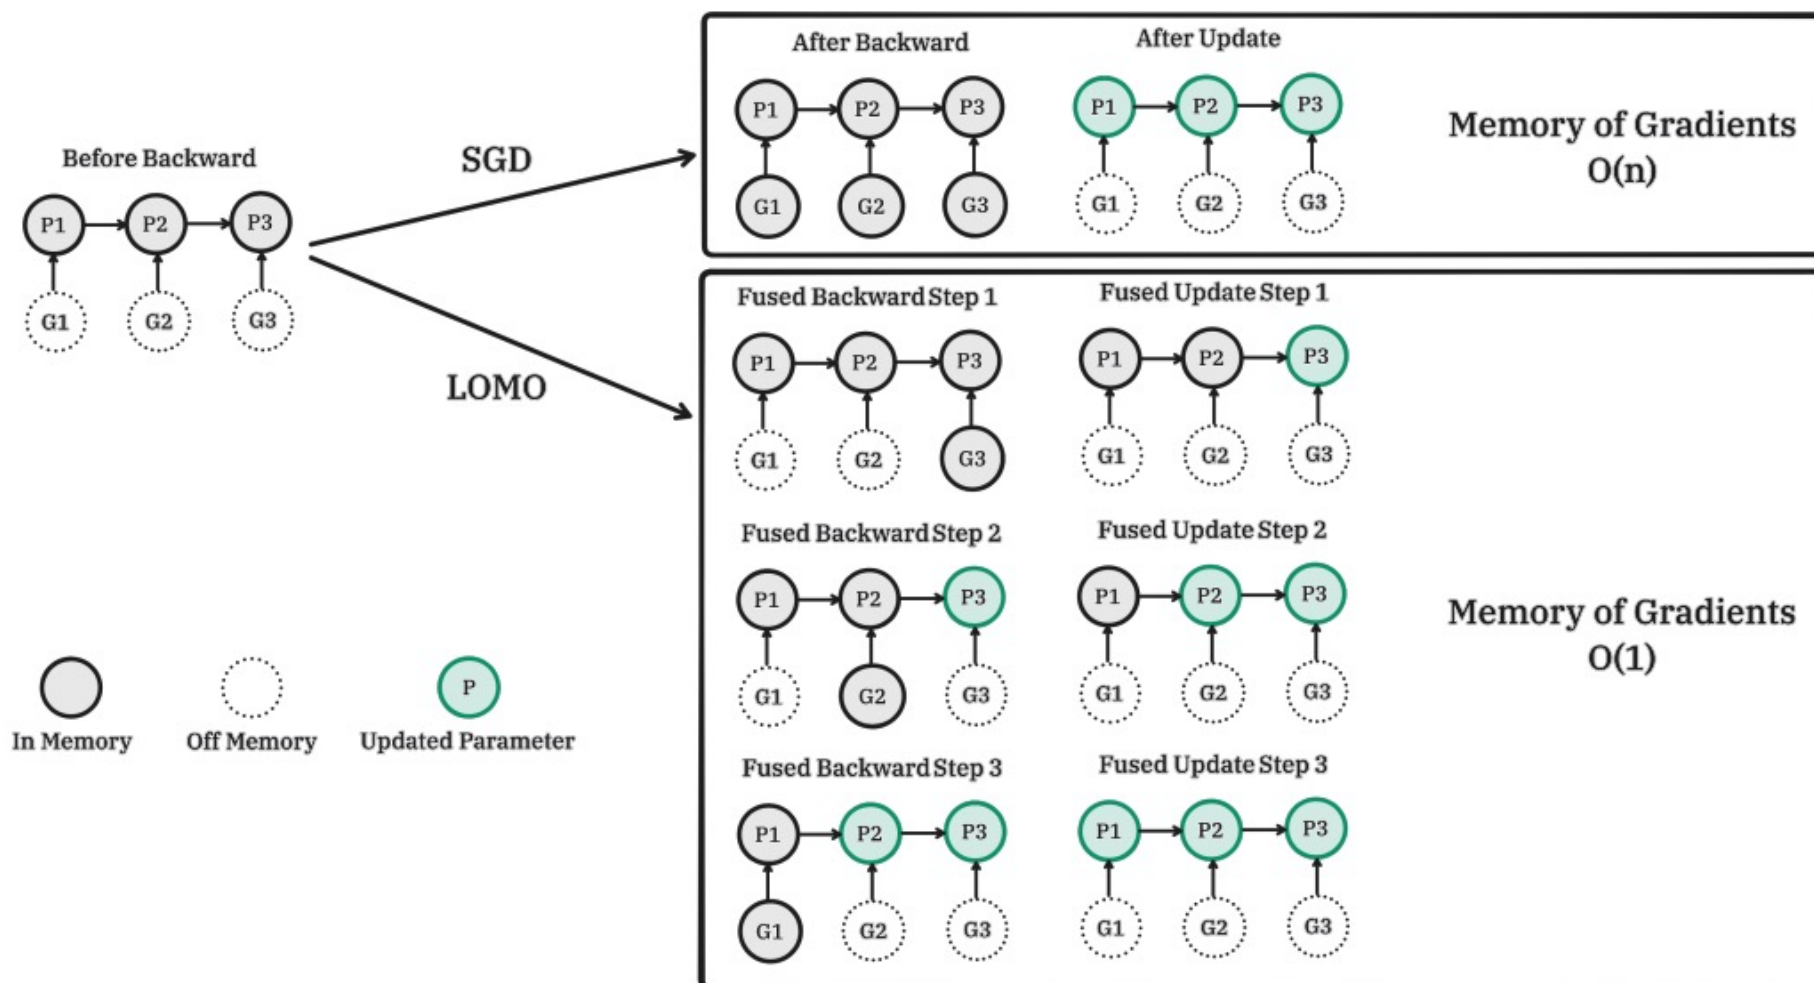 Before Backward
P1 P2 P3
G1 G2 G3
SGD
LOMO
In Memory
Off Memory
P
Updated Parameter
After Backward
P1 P2 P3
G1 G2 G3
After Update
P1 P2 P3
G1 G2 G3
Memory of Gradients
O(n)
Fused Backward Step 1
P1 P2 P3
G1 G2 G3
Fused Update Step 1
P1 P2 P3
G1 G2 G3
Fused Backward Step 2
P1 P2 P3
G1 G2 G3
Fused Update Step 2
P1 P2 P3
G1 G2 G3
Fused Backward Step 3
P1 P2 P3
G1 G2 G3
Fused Update Step 3
P1 P2 P3
G1 G2 G3
Memory of Gradients
O(1)